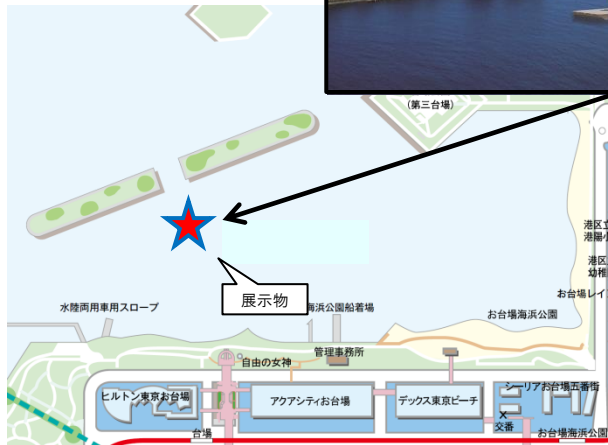 (第三台場)
港区立
港陽小
港区
幼稚園
展示物
お台場レイ
水陸両用車用スロープ
海浜公園船着場
お台場海浜公園
自由の女神
管理事務所
ヒルトン東京お台場
アクアシティお台場
デックス東京ビーチ
シーリアお台場五番街
交番
台場
お台場海浜公園